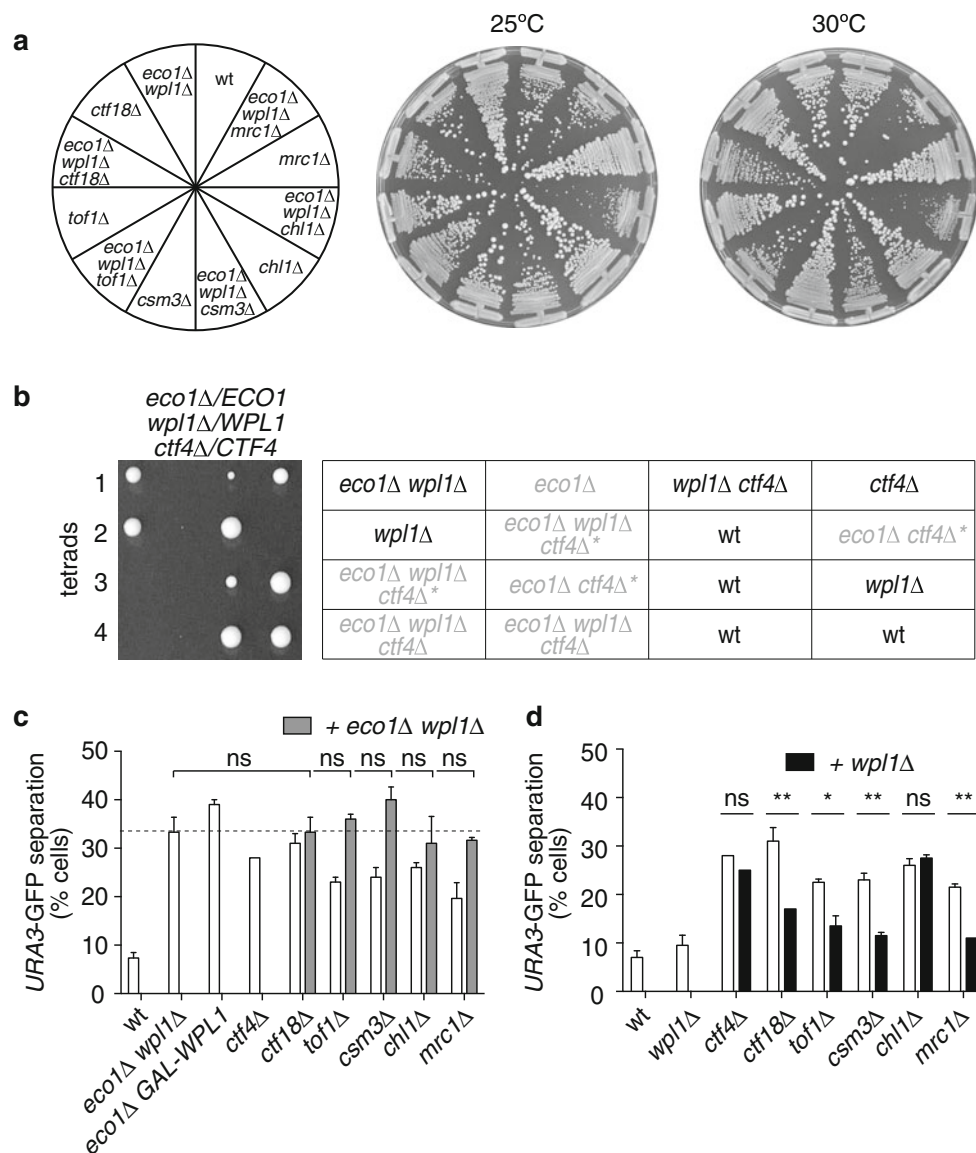 a
25ºC
30ºC
wt
eco1Δ
wpl1Δ
mrc1Δ
mrc1Δ
eco1Δ
wpl1Δ
chl1Δ
chl1Δ
eco1Δ
wpl1Δ
csm3Δ
csm3Δ
eco1Δ
wpl1Δ
tof1Δ
tof1Δ
eco1Δ
wpl1Δ
ctf18Δ
ctf18Δ
eco1Δ
wpl1Δ
b
eco1Δ/ECO1
wpl1Δ/WPL1
ctf4Δ/CTF4
tetrads
1
2
3
4
eco1Δ wpl1Δ
eco1Δ
wpl1Δ ctf4Δ
ctf4Δ
wpl1Δ
eco1Δ wpl1Δ
ctf4Δ*
wt
eco1Δ ctf4Δ*
eco1Δ wpl1Δ
ctf4Δ*
eco1Δ ctf4Δ*
wt
wpl1Δ
eco1Δ wpl1Δ
ctf4Δ
eco1Δ wpl1Δ
ctf4Δ
wt
wt
c
+ eco1Δ wpl1Δ
ns
ns
ns
ns
ns
URA3-GFP separation
(% cells)
50
40
30
20
10
0
wt
eco1Δ wpl1Δ
eco1Δ GAL-WPL1
ctf4Δ
ctf18Δ
tof1Δ
csm3Δ
chl1Δ
mrc1Δ
d
+ wpl1Δ
ns
**
*
**
ns
**
URA3-GFP separation
(% cells)
50
40
30
20
10
0
wt
wpl1Δ
ctf4Δ
ctf18Δ
tof1Δ
csm3Δ
chl1Δ
mrc1Δ